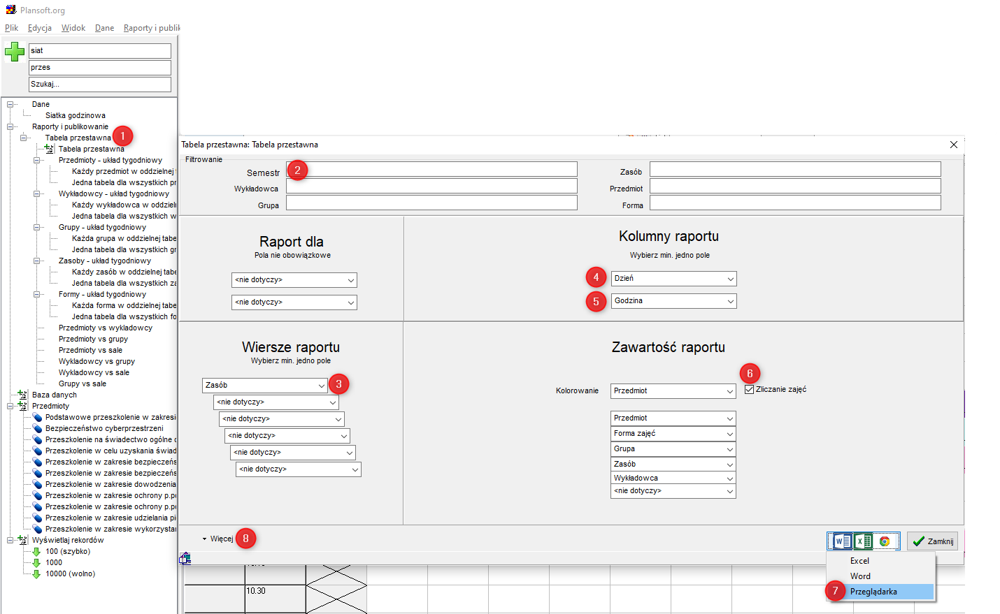 Plansoft.org
Plik Edycja Widok Dane Raporty i publik
siat
przes
Szukaj...
Dane
Siatka godzinowa
Raporty i publikowanie
Tabela przestawna 1
Tabela przestawna
Przedmioty - układ tygodniowy
Każdy przedmiot w oddzielnej
Jedna tabela dla wszystkich pr
Wykładowcy - układ tygodniowy
Każdy wykładowca w oddzieln
Jedna tabela dla wszystkich w
Grupy - układ tygodniowy
Każda grupa w oddzielnej tabe
Jedna tabela dla wszystkich gr
Zasoby - układ tygodniowy
Każdy zasób w oddzielnej tabe
Jedna tabela dla wszystkich za
Formy - układ tygodniowy
Każda forma w oddzielnej tabe
Jedna tabela dla wszystkich fo
Przedmioty vs wykladowcy
Przedmioty vs grupy
Przedmioty vs sale
Wykladowcy vs grupy
Wykladowcy vs sale
Grupy vs sale
Baza danych
Przedmioty
Podstawowe przeszkolenie w zakresi
Bezpieczeństwo cyberprzestrzeni
Przeszkolenie na świadectwo ogólne o
Przeszkolenie w celu uzyskania świad
Przeszkolenie w zakresie bezpieczeńs
Przeszkolenie w zakresie bezpieczeńs
Przeszkolenie w zakresie dowodzenia
Przeszkolenie w zakresie ochrony p.po
Przeszkolenie w zakresie ochrony p.po
Przeszkolenie w zakresie udzielania pi
Przeszkolenie w zakresie wykorzystar
Wyświetlaj rekordów
100 (szybko)
1000
10000 (wolno)
Tabela przestawna: Tabela przestawna
Filtrowanie
Semestr 2
Wykładowca
Grupa
Zasób
Przedmiot
Forma
Raport dla
Pola nie obowiązkowe
<nie dotyczy>
<nie dotyczy>
Kolumny raportu
Wybierz min. jedno pole
4 Dzień
5 Godzina
Wiersze raportu
Wybierz min. jedno pole
Zasób 3
<nie dotyczy>
<nie dotyczy>
<nie dotyczy>
<nie dotyczy>
<nie dotyczy>
Zawartość raportu
6
Kolorowanie Przedmiot Zliczanie zajęć
Przedmiot
Forma zajęć
Grupa
Zasób
Wykładowca
<nie dotyczy>
Więcej 8
Zamknij
Excel
Word
7 Przeglądarka
10.30